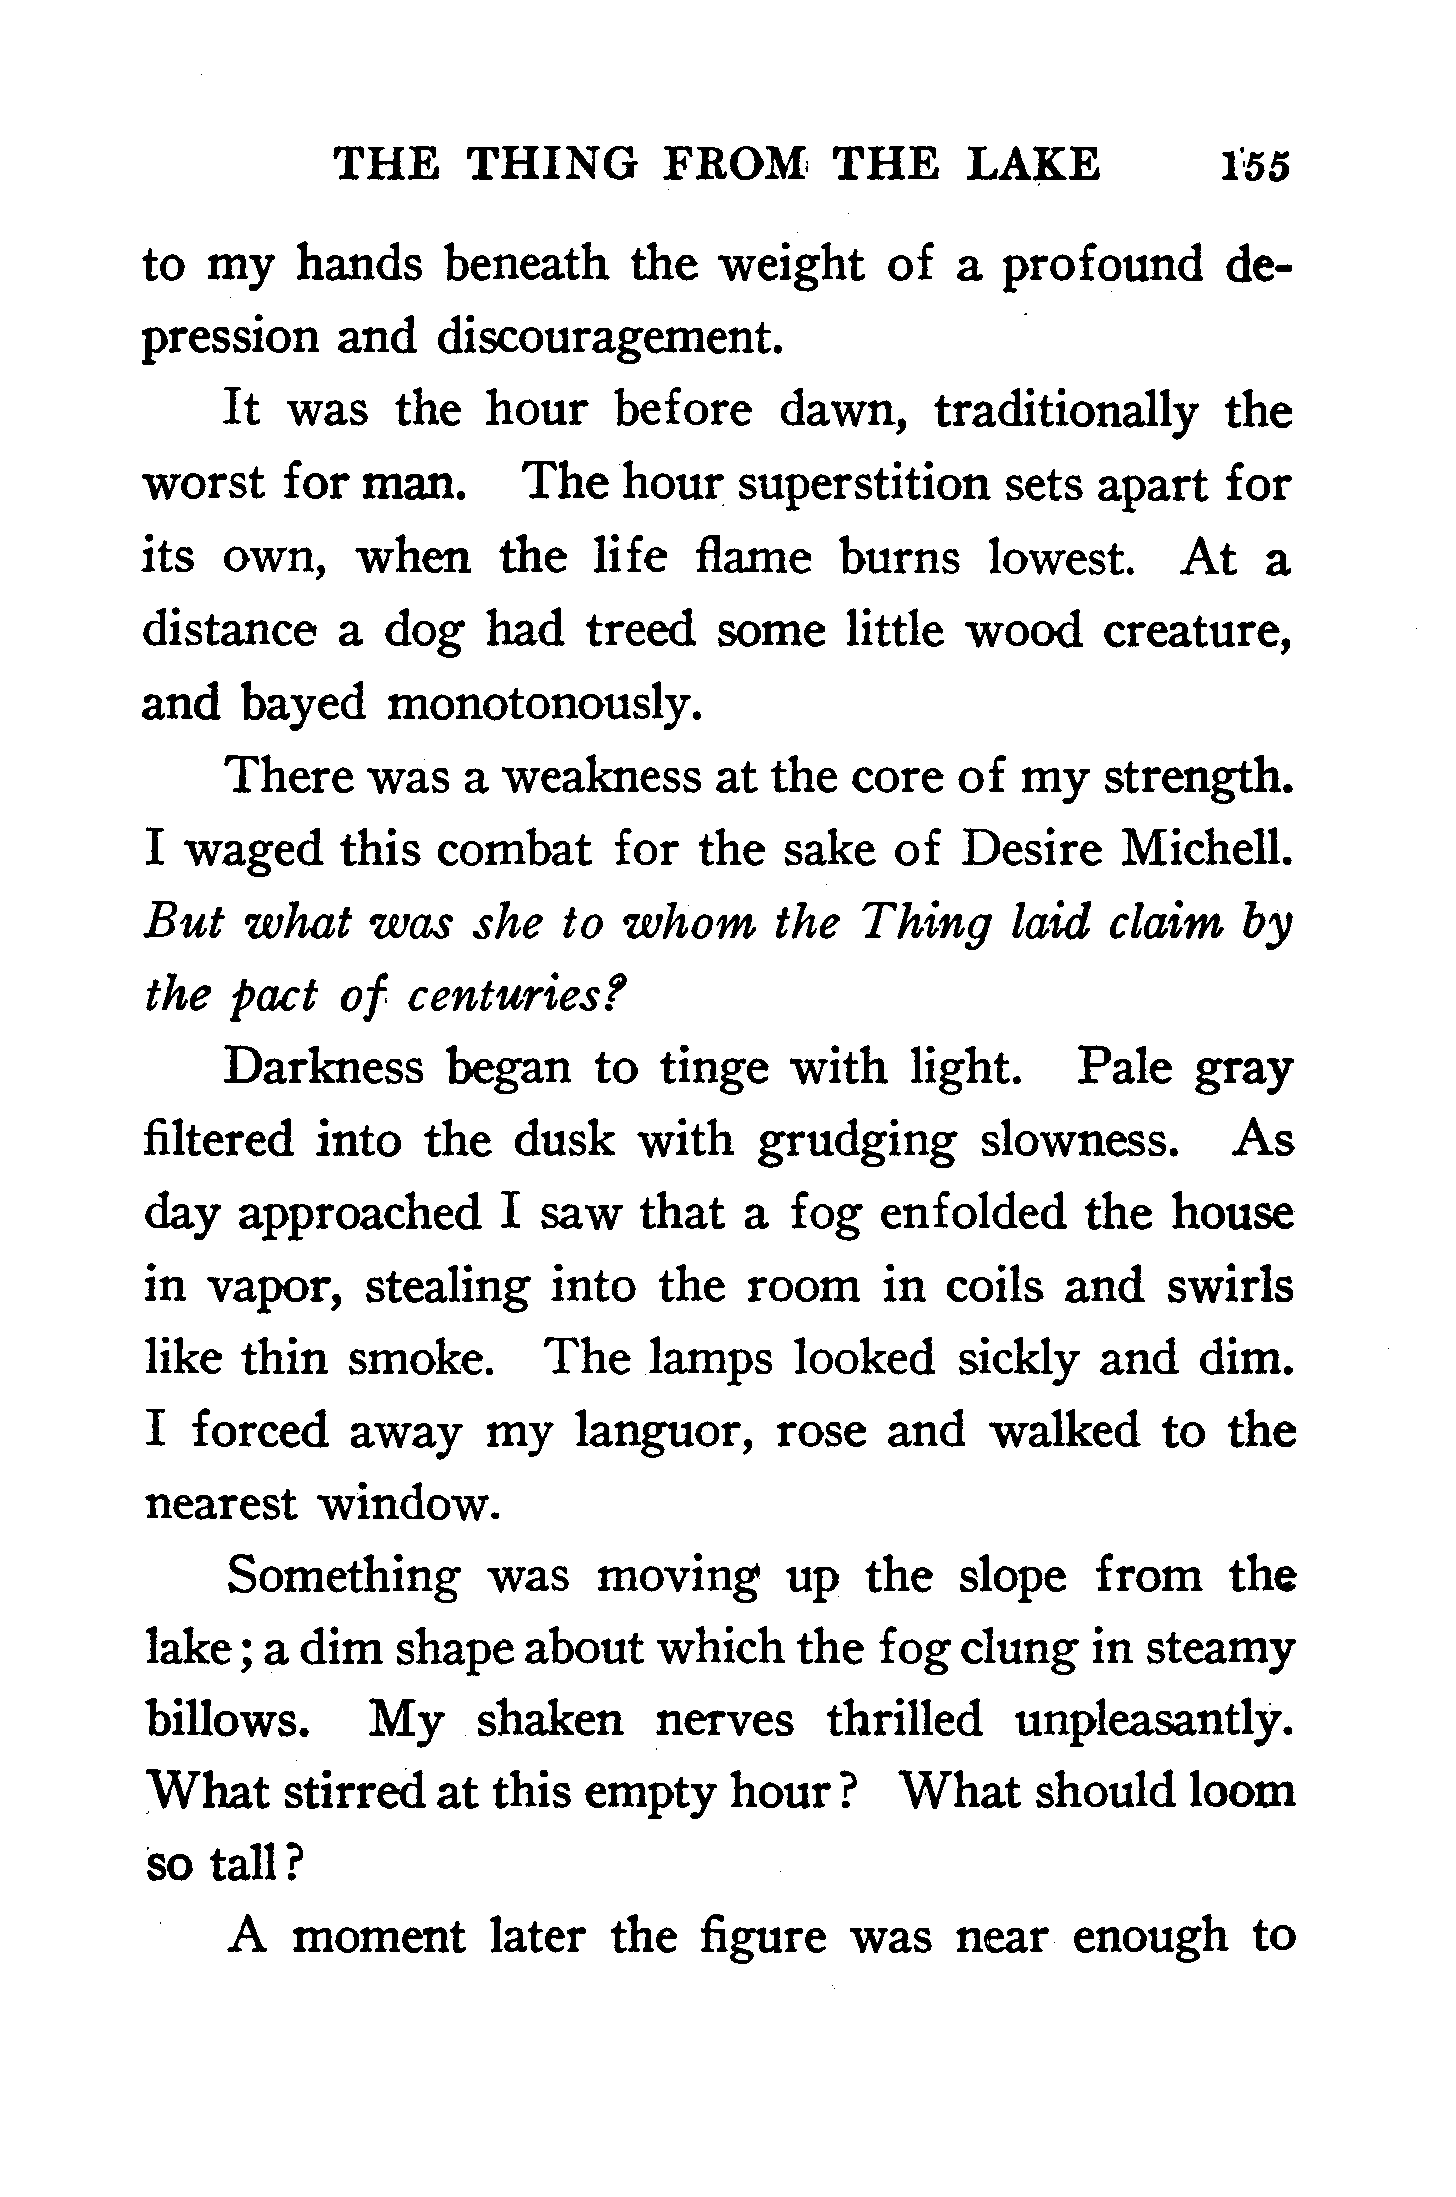 THE THING FROM THE LAKE 155
to my hands beneath the weight of a profound de-
pression and discouragement.
It was the hour before dawn, traditionally the
worst for man. The hour superstition sets apart for
its own, when the life flame burns lowest. At a
distance a dog had treed some little wood creature,
and bayed monotonously.
There was a weakness at the core of my strength.
I waged this combat for the sake of Desire Michell.
But what was she to whom the Thing laid claim by
the pact of centuries?
Darkness began to tinge with light. Pale gray
filtered into the dusk with grudging slowness. As
day approached I saw that a fog enfolded the house
in vapor, stealing into the room in coils and swirls
like thin smoke. The lamps looked sickly and dim.
I forced away my languor, rose and walked to the
nearest window.
Something was moving up the slope from the
lake; a dim shape about which the fog clung in steamy
billows. My shaken nerves thrilled unpleasantly.
What stirred at this empty hour? What should loom
so tall?
A moment later the figure was near enough to